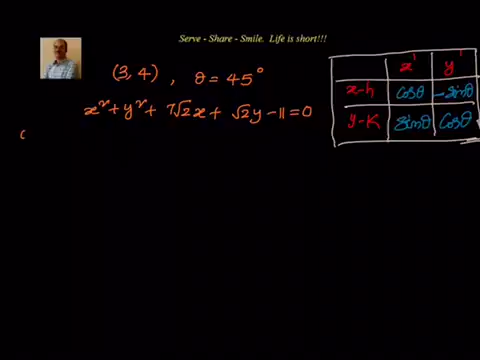 Serve - Share - Smile. Life is short!!!
(3, 4) , θ = 45°
x² + y² + 7√2x + √2y - 11 = 0
x' y'
x-h cosθ -sinθ
y-K sinθ cosθ